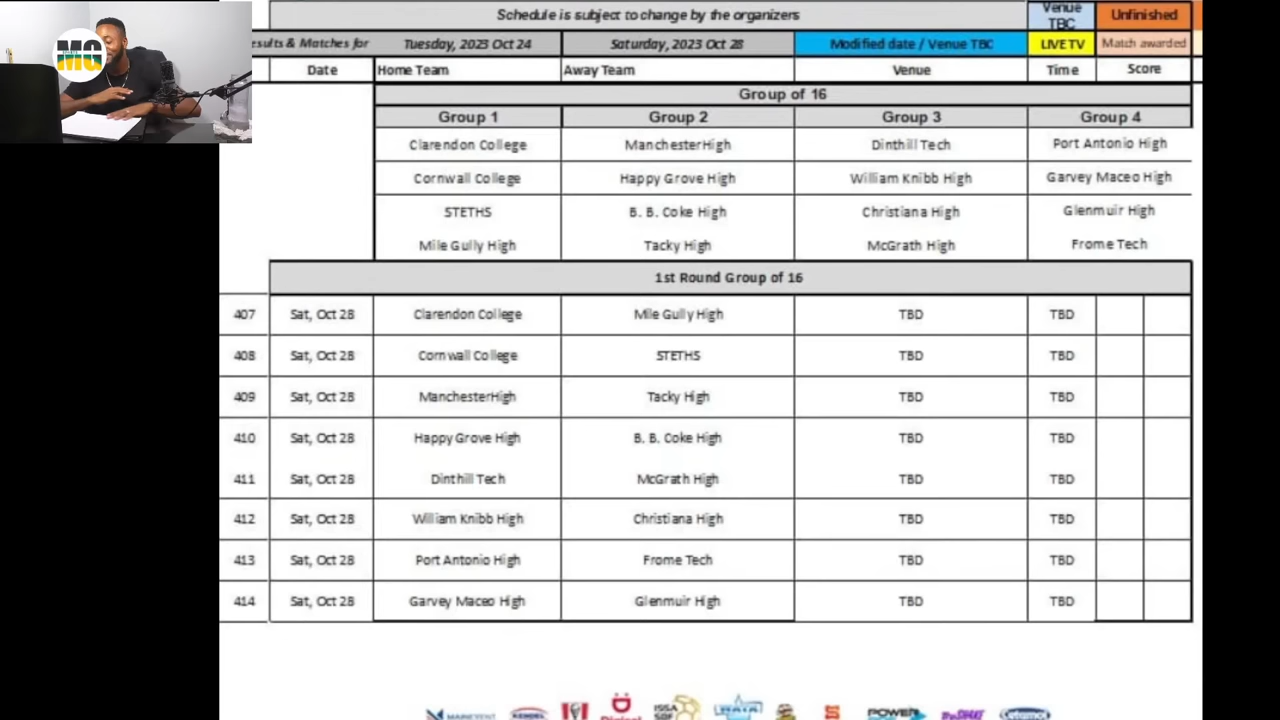 Schedule is subject to change by the organizers Venue TBC Unfinished
MG esults & Matches for Tuesday, 2023 Oct 24 Saturday, 2023 Oct 28 Modified date / Venue TBC LIVE TV Match awarded
Date Home Team Away Team Venue Time Score
Group of 16
Group 1 Group 2 Group 3 Group 4
Clarendon College ManchesterHigh Dinthill Tech Port Antonio High
Cornwall College Happy Grove High William Knibb High Garvey Maceo High
STETHS B. B. Coke High Christiana High Glenmuir High
Mile Gully High Tacky High McGrath High Frome Tech
1st Round Group of 16
407 Sat, Oct 28 Clarendon College Mile Gully High TBD TBD
408 Sat, Oct 28 Cornwall College STETHS TBD TBD
409 Sat, Oct 28 ManchesterHigh Tacky High TBD TBD
410 Sat, Oct 28 Happy Grove High B. B. Coke High TBD TBD
411 Sat, Oct 28 Dinthill Tech McGrath High TBD TBD
412 Sat, Oct 28 William Knibb High Christiana High TBD TBD
413 Sat, Oct 28 Port Antonio High Frome Tech TBD TBD
414 Sat, Oct 28 Garvey Maceo High Glenmuir High TBD TBD
KFC Digicel ISSA POWER